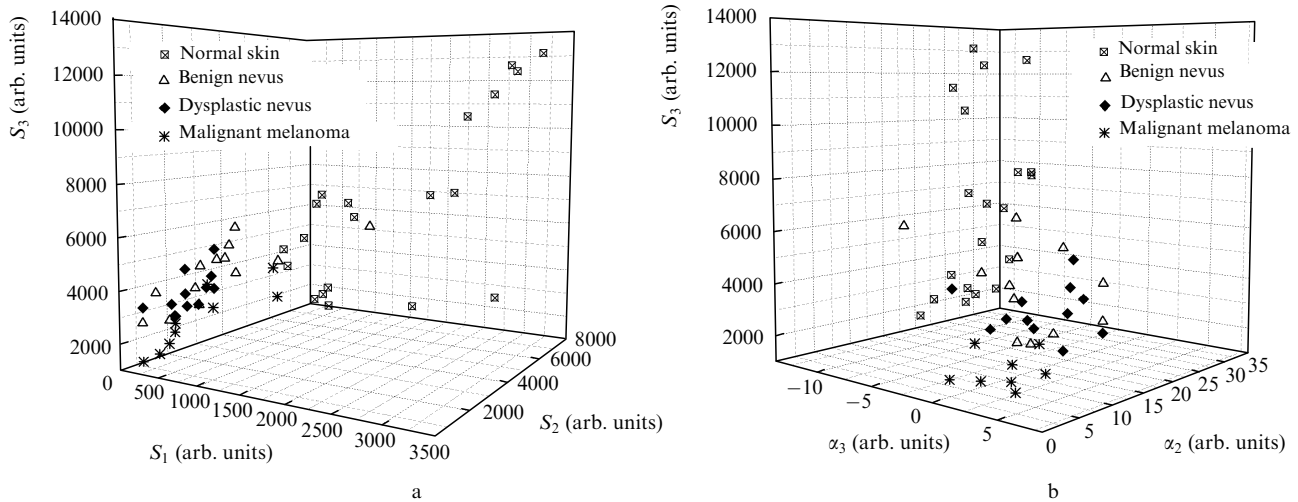 14000
12000
10000
8000
6000
4000
2000
S3 (arb. units)
Normal skin
Benign nevus
Dysplastic nevus
Malignant melanoma
0
500
1000
1500
2000
2500
3000
3500
S1 (arb. units)
2000
4000
6000
8000
S2 (arb. units)
a
14000
12000
10000
8000
6000
4000
2000
S3 (arb. units)
Normal skin
Benign nevus
Dysplastic nevus
Malignant melanoma
−10
−5
0
5
α3 (arb. units)
0
5
10
15
20
25
30
35
α2 (arb. units)
b